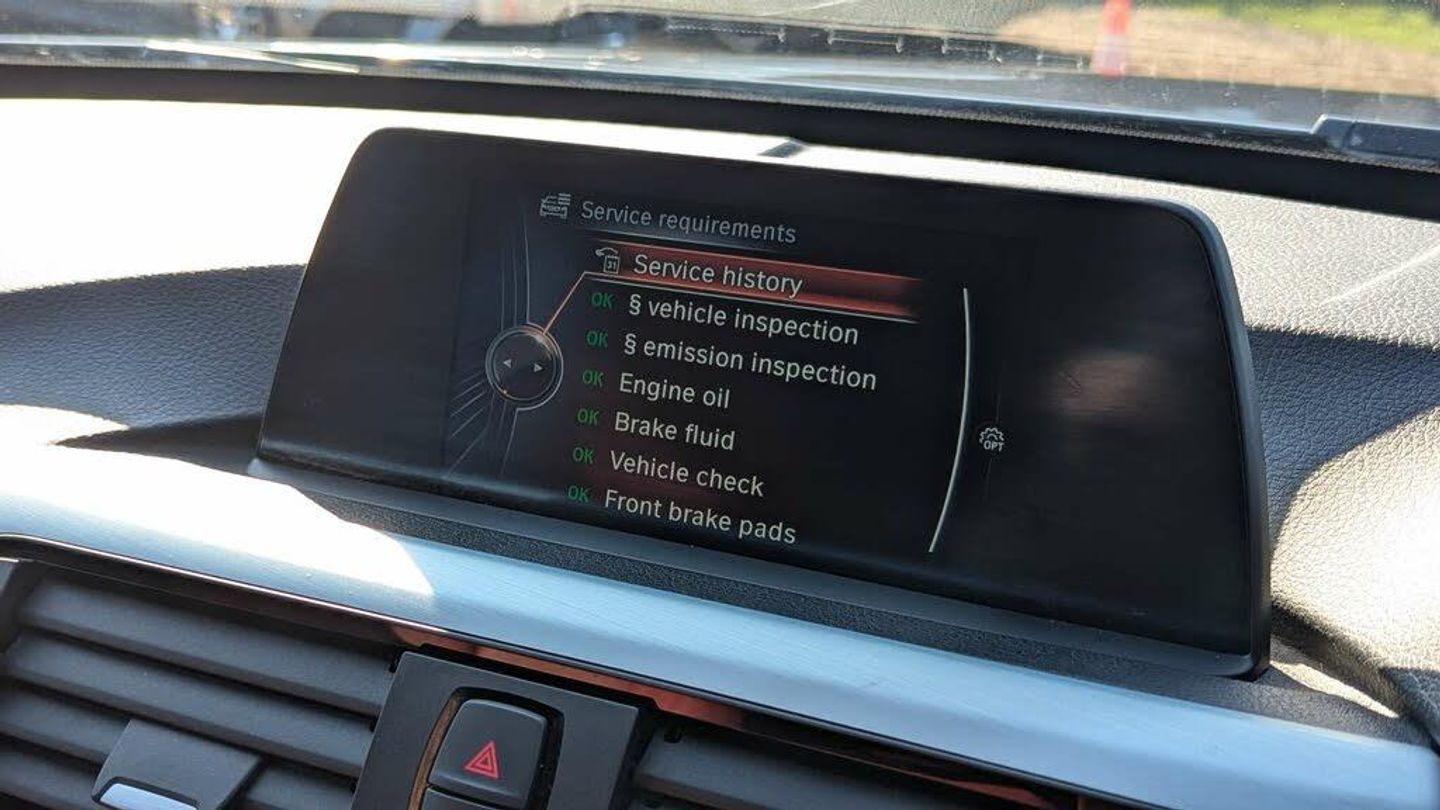 Service requirements
31 Service history
OK § vehicle inspection
OK § emission inspection
OK Engine oil
OK Brake fluid
OK Vehicle check
OK Front brake pads
OPT